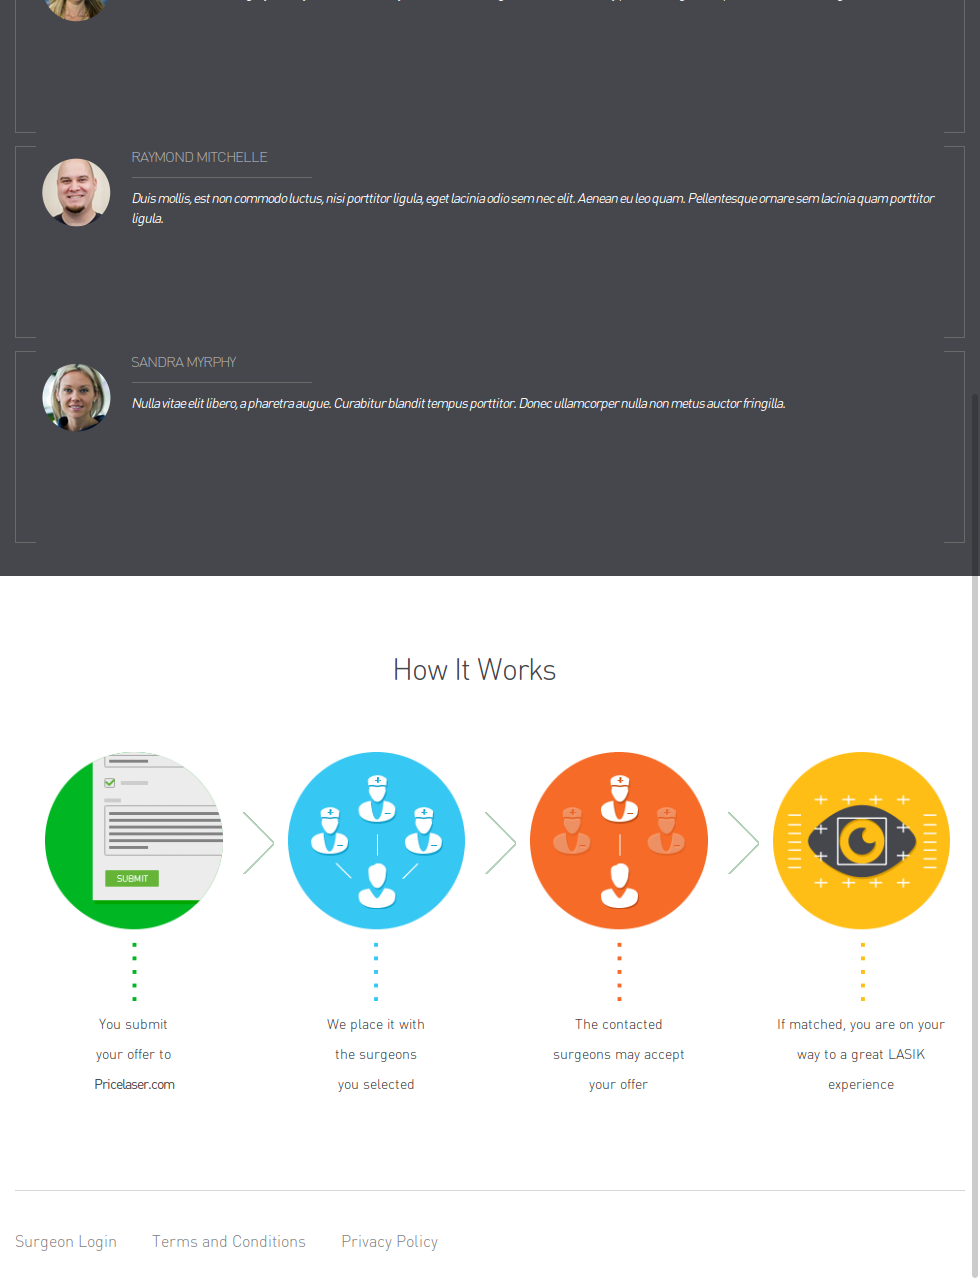 RAYMOND MITCHELLE
Duis mollis, est non commodo luctus, nisi porttitor ligula, eget lacinia odio sem nec elit. Aenean eu leo quam. Pellentesque ornare sem lacinia quam porttitor
ligula.
SANDRA MYRPHY
Nulla vitae elit libero, a pharetra augue. Curabitur blandit tempus porttitor. Donec ullamcorper nulla non metus auctor fringilla.
How It Works
SUBMIT
You submit
your offer to
Pricelaser.com
We place it with
the surgeons
you selected
The contacted
surgeons may accept
your offer
If matched, you are on your
way to a great LASIK
experience
Surgeon Login
Terms and Conditions
Privacy Policy